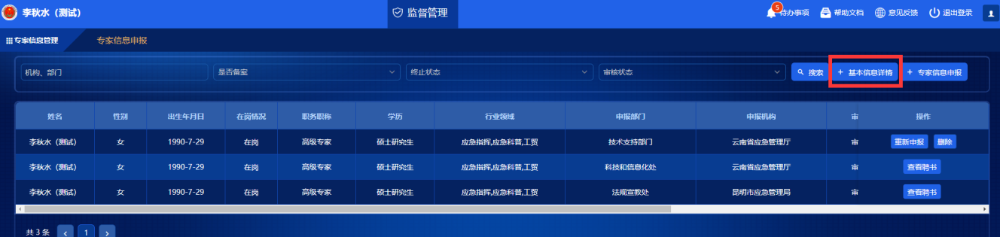 李秋水（测试）
监督管理
5
待办事项
帮助文档
意见反馈
退出登录
专家信息管理
专家信息申报
机构、部门
是否备案
终止状态
审核状态
搜索
+ 基本信息详情
+ 专家信息申报
姓名 性别 出生年月日 在岗情况 职务职称 学历 行业领域 申报部门 申报机构 审 操作
李秋水（测试） 女 1990-7-29 在岗 高级专家 硕士研究生 应急指挥,应急科普,工贸 技术支持部门 云南省应急管理厅 审 重新申报 删除
李秋水（测试） 女 1990-7-29 在岗 高级专家 硕士研究生 应急指挥,应急科普,工贸 科技和信息化处 云南省应急管理厅 审 查看聘书
李秋水（测试） 女 1990-7-29 在岗 高级专家 硕士研究生 应急指挥,应急科普,工贸 法规宣教处 昆明市应急管理局 审 查看聘书
共 3 条 < 1 >